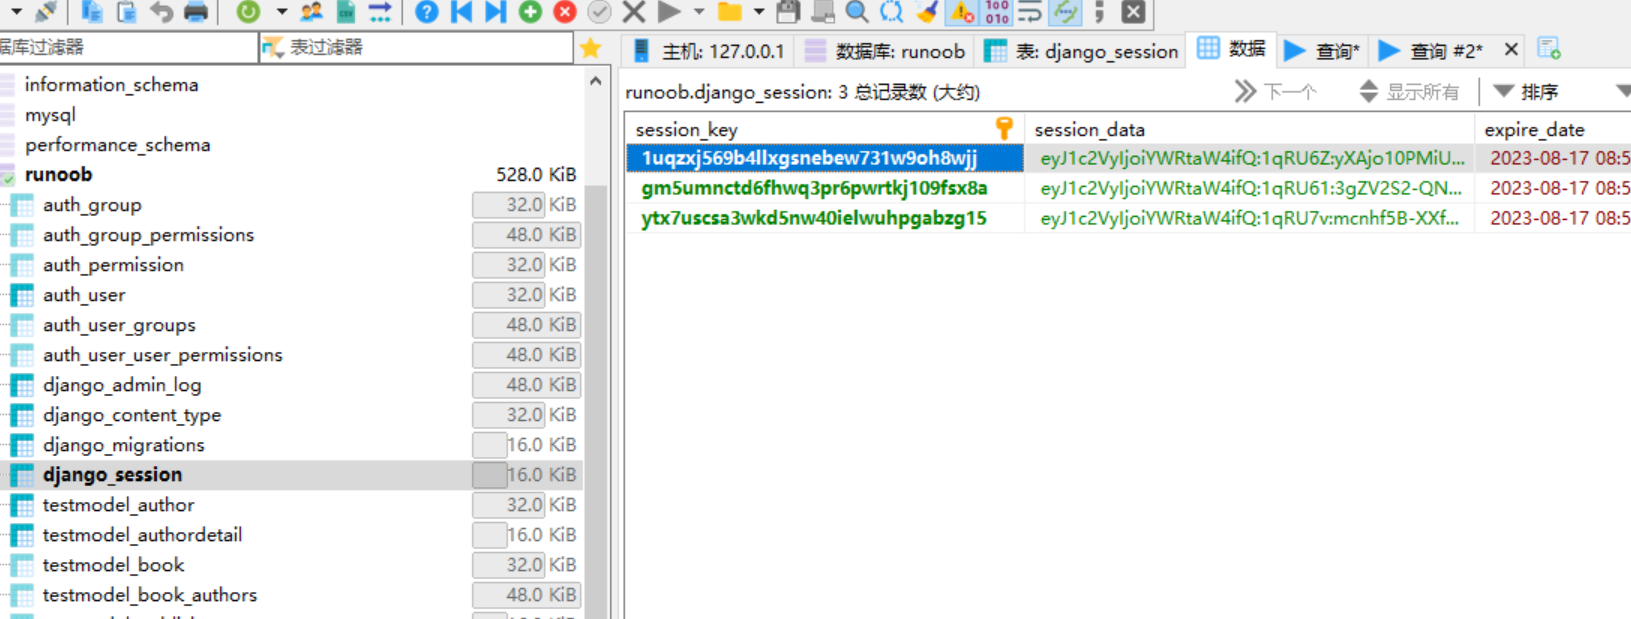 据库过滤器
表过滤器
information_schema
mysql
performance_schema
runoob 528.0 KiB
auth_group 32.0 KiB
auth_group_permissions 48.0 KiB
auth_permission 32.0 KiB
auth_user 32.0 KiB
auth_user_groups 48.0 KiB
auth_user_user_permissions 48.0 KiB
django_admin_log 48.0 KiB
django_content_type 32.0 KiB
django_migrations 16.0 KiB
django_session 16.0 KiB
testmodel_author 32.0 KiB
testmodel_authordetail 16.0 KiB
testmodel_book 32.0 KiB
testmodel_book_authors 48.0 KiB
主机: 127.0.0.1 数据库: runoob 表: django_session 数据 查询* 查询 #2*
runoob.django_session: 3 总记录数 (大约) 下一个 显示所有 排序
session_key session_data expire_date
1uqzxj569b4llxgsnebew731w9oh8wjj eyJ1c2VyIjoiYWRtaW4ifQ:1qRU6Z:yXAjo10PMiU... 2023-08-17 08:5
gm5umnctd6fhwq3pr6pwrtkj109fsx8a eyJ1c2VyIjoiYWRtaW4ifQ:1qRU61:3gZV2S2-QN... 2023-08-17 08:5
ytx7uscsa3wkd5nw40ielwuhpgabzg15 eyJ1c2VyIjoiYWRtaW4ifQ:1qRU7v:mcnhf5B-XXf... 2023-08-17 08:5